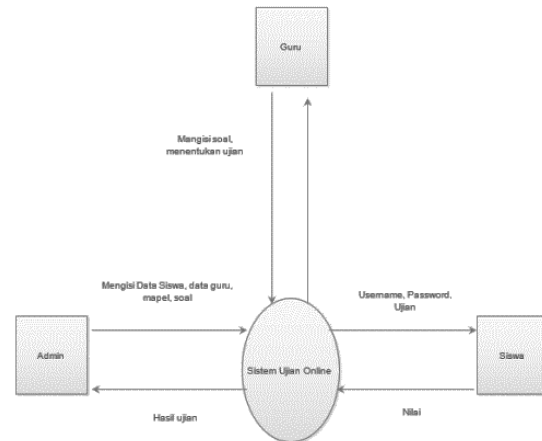 Guru
Mangisi soal,
menentukan ujian
Mengisi Data Siswa, data guru,
mapel, soal
Username, Password,
Ujian
Admin
Sistem Ujian Online
Siswa
Hasil ujian
Nilai